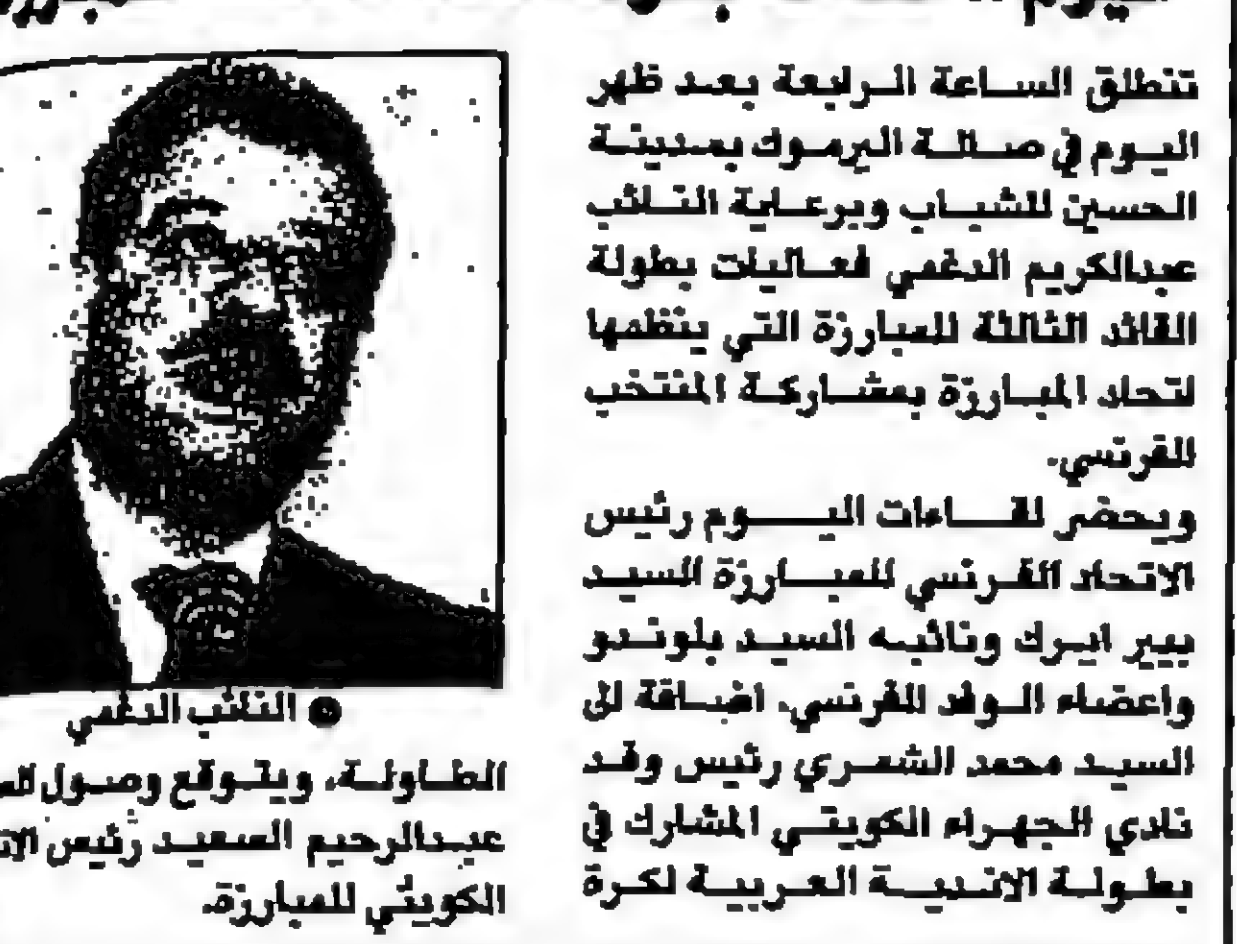 اليوم
تنطلق الساعة الرابعة بعد ظهر
اليوم في صالة اليرموك بمدينة
الحسين للشباب وبرعاية النائب
عبدالكريم الدغمي فعاليات بطولة
القائد الثالثة للمبارزة التي ينظمها
اتحاد المبارزة بمشاركة المنتخب
الفرنسي.
ويحضر لقاءات اليوم رئيس
الاتحاد الفرنسي للمبارزة السيد
بيير ابرك ونائبه السيد بلوندو
واعضاء الوفد الفرنسي، اضافة الى
السيد محمد الشمري رئيس وفد
نادي الجهراء الكويتي المشارك في
بطولة الاندية العربية لكرة
● النائب الدغمي
الطاولة، ويتوقع وصول
عبدالرحيم السعيد رئيس
الكويتي للمبارزة.